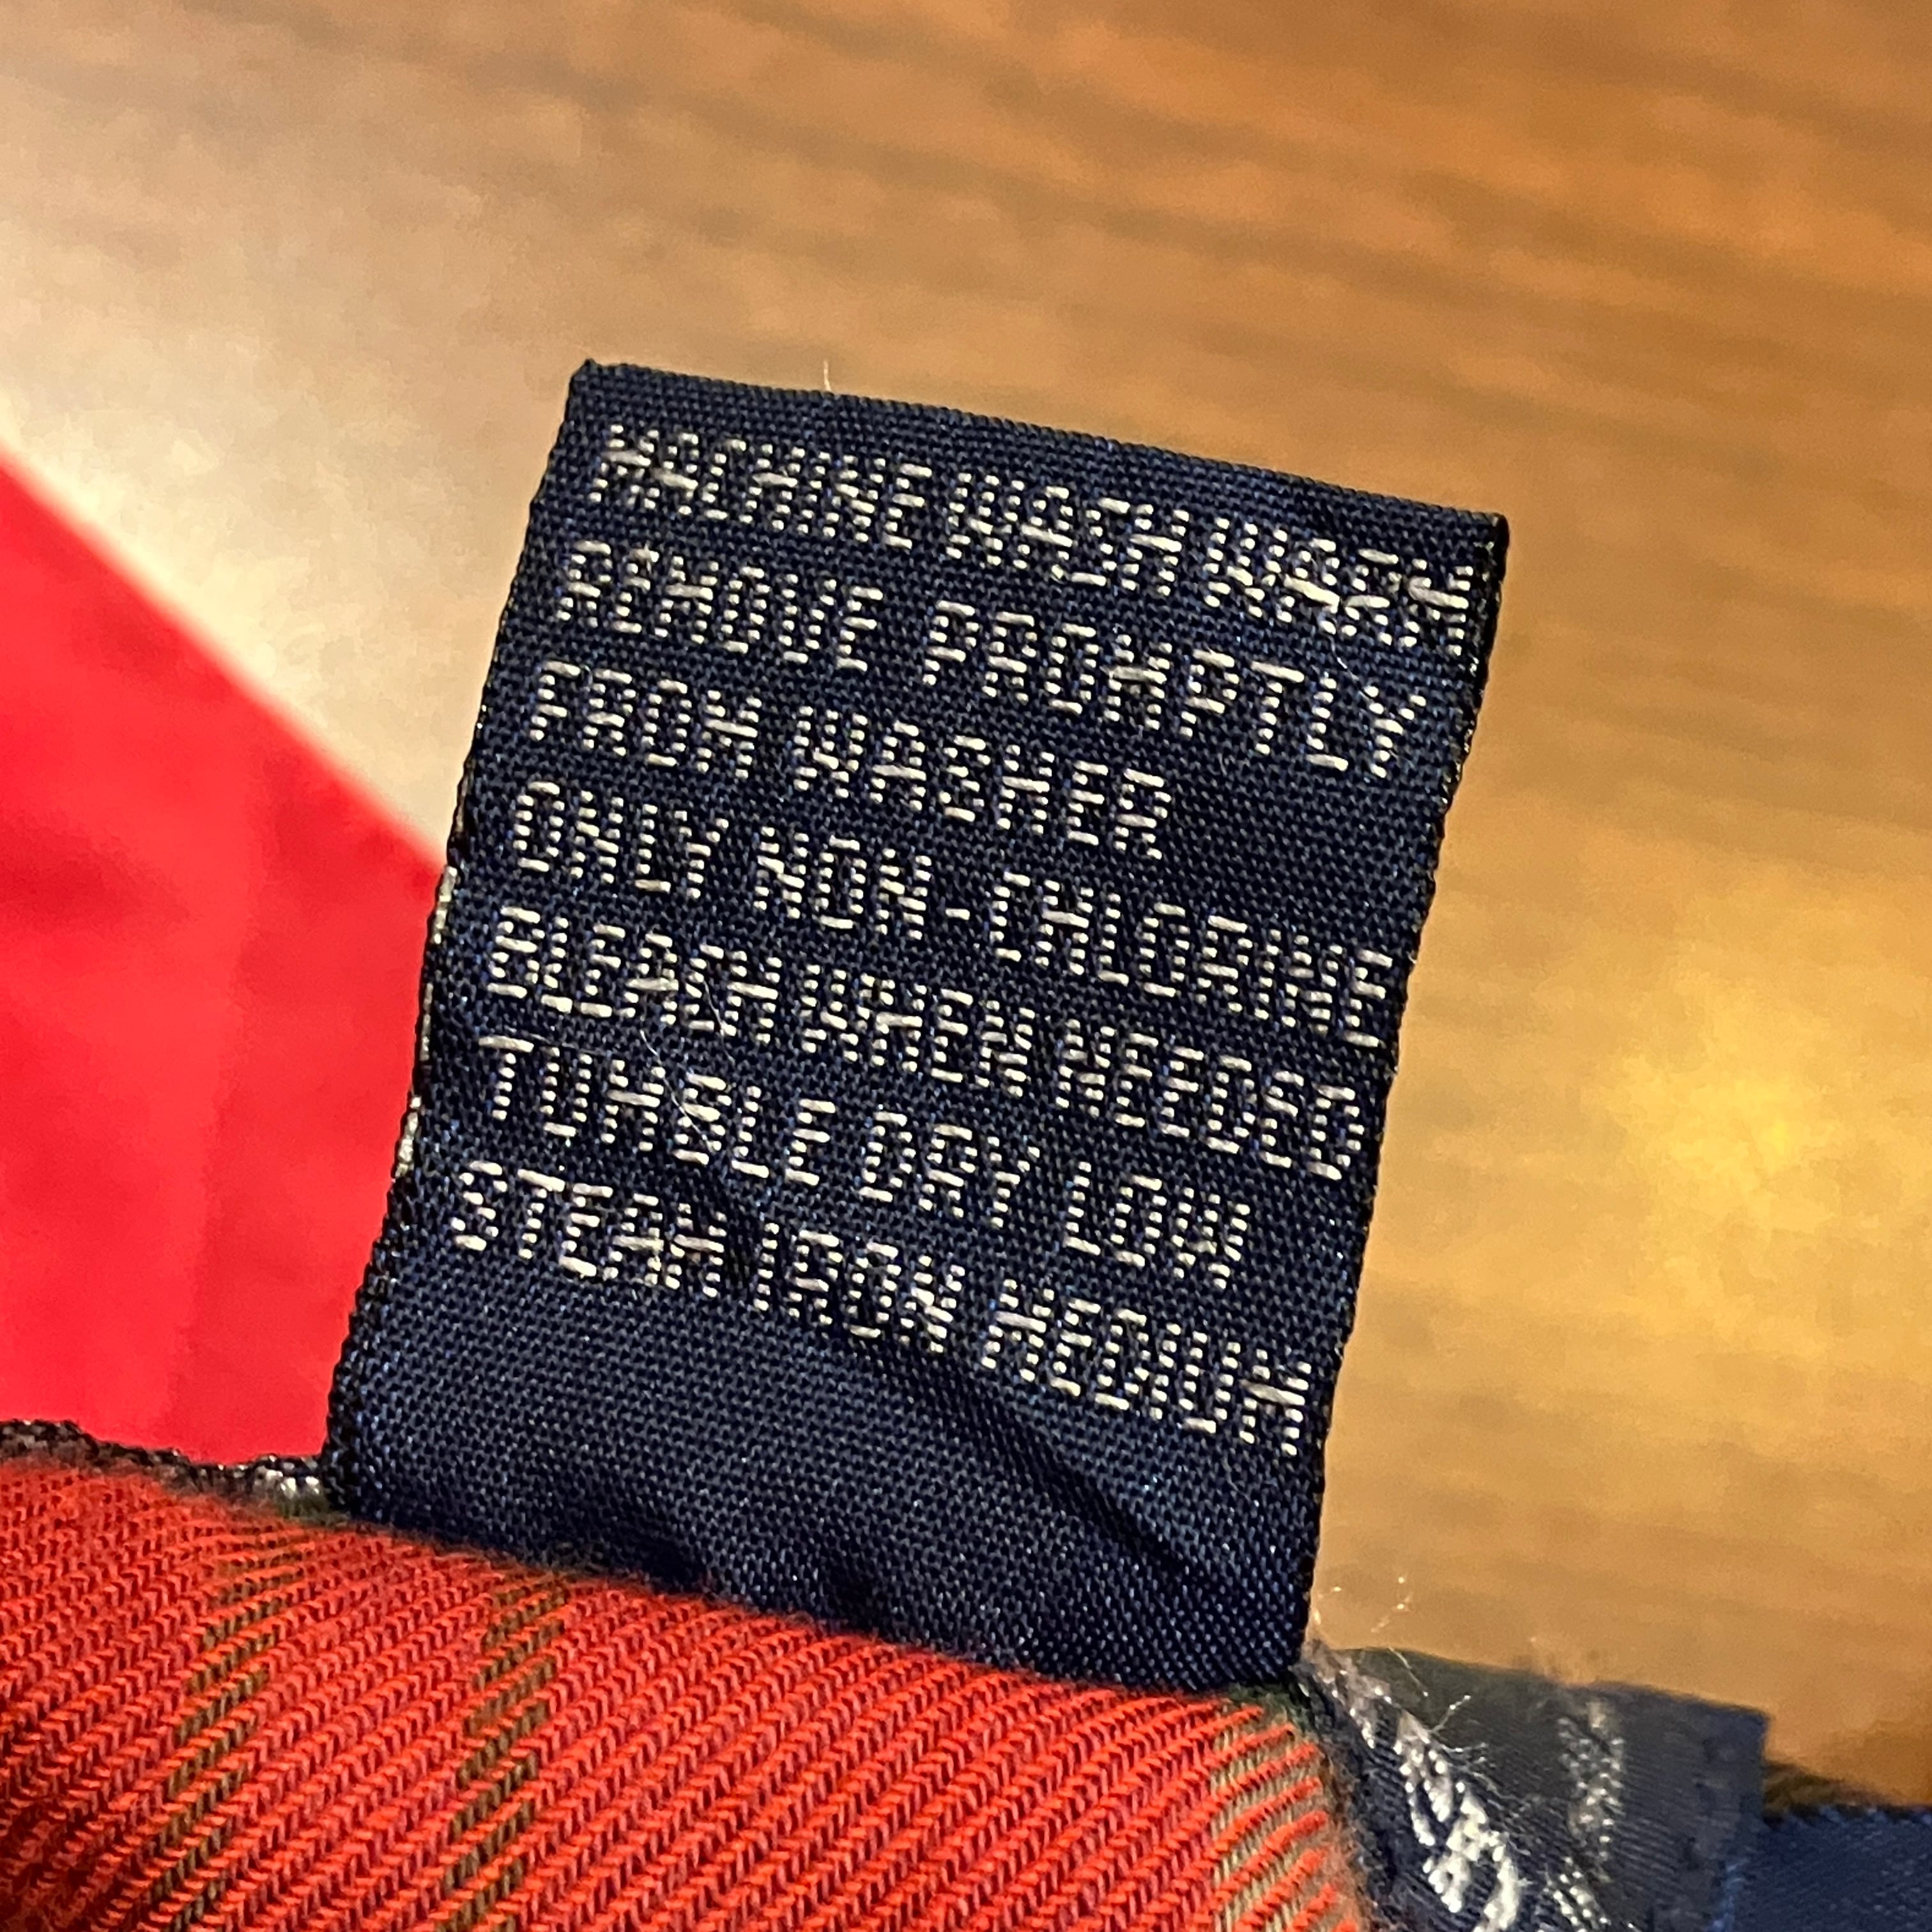 MACHINE WASH WARM
REMOVE PROMPTLY
FROM WASHER
ONLY NON-CHLORINE
BLEACH WHEN NEEDED
TUMBLE DRY LOW
STEAM IRON MEDIUM